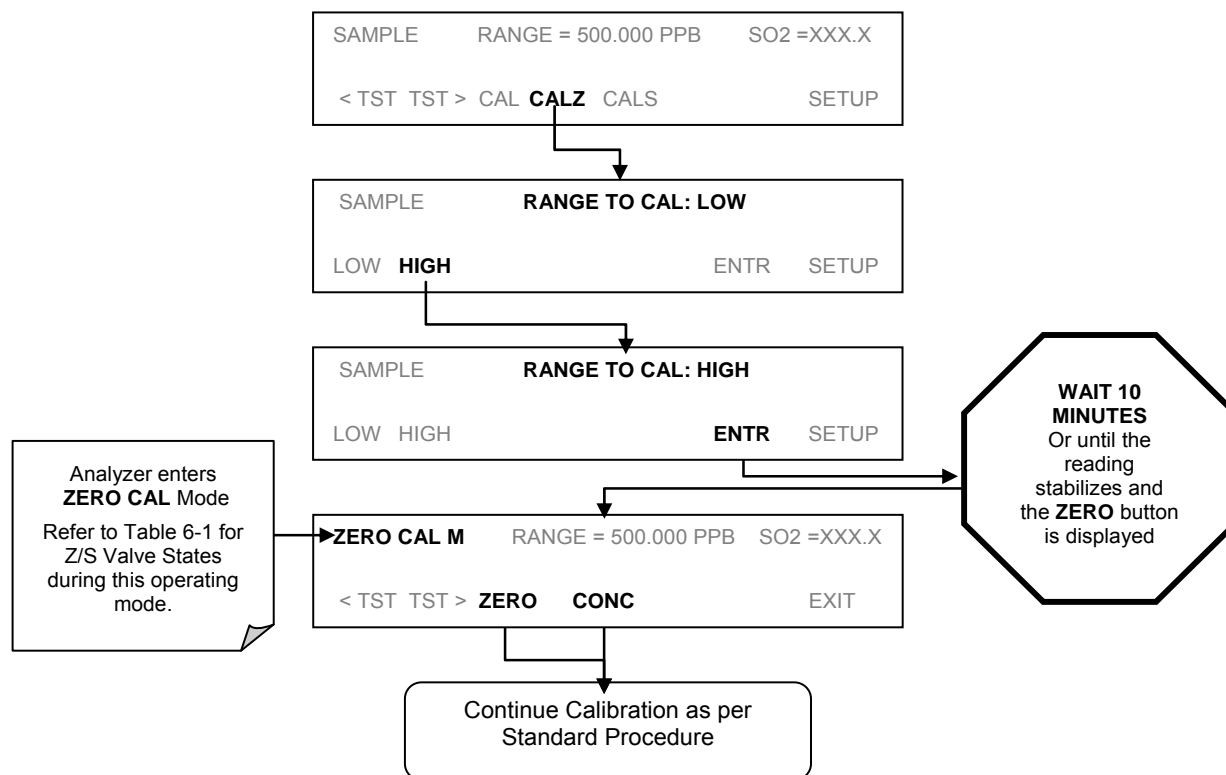 SAMPLE RANGE = 500.000 PPB SO2 =XXX.X
< TST TST > CAL CALZ CALS SETUP
SAMPLE RANGE TO CAL: LOW
LOW HIGH ENTR SETUP
SAMPLE RANGE TO CAL: HIGH
LOW HIGH ENTR SETUP
WAIT 10
MINUTES
Or until the
reading
stabilizes and
the ZERO button
is displayed
Analyzer enters
ZERO CAL Mode
Refer to Table 6-1 for
Z/S Valve States
during this operating
mode.
ZERO CAL M RANGE = 500.000 PPB SO2 =XXX.X
< TST TST > ZERO CONC EXIT
Continue Calibration as per
Standard Procedure